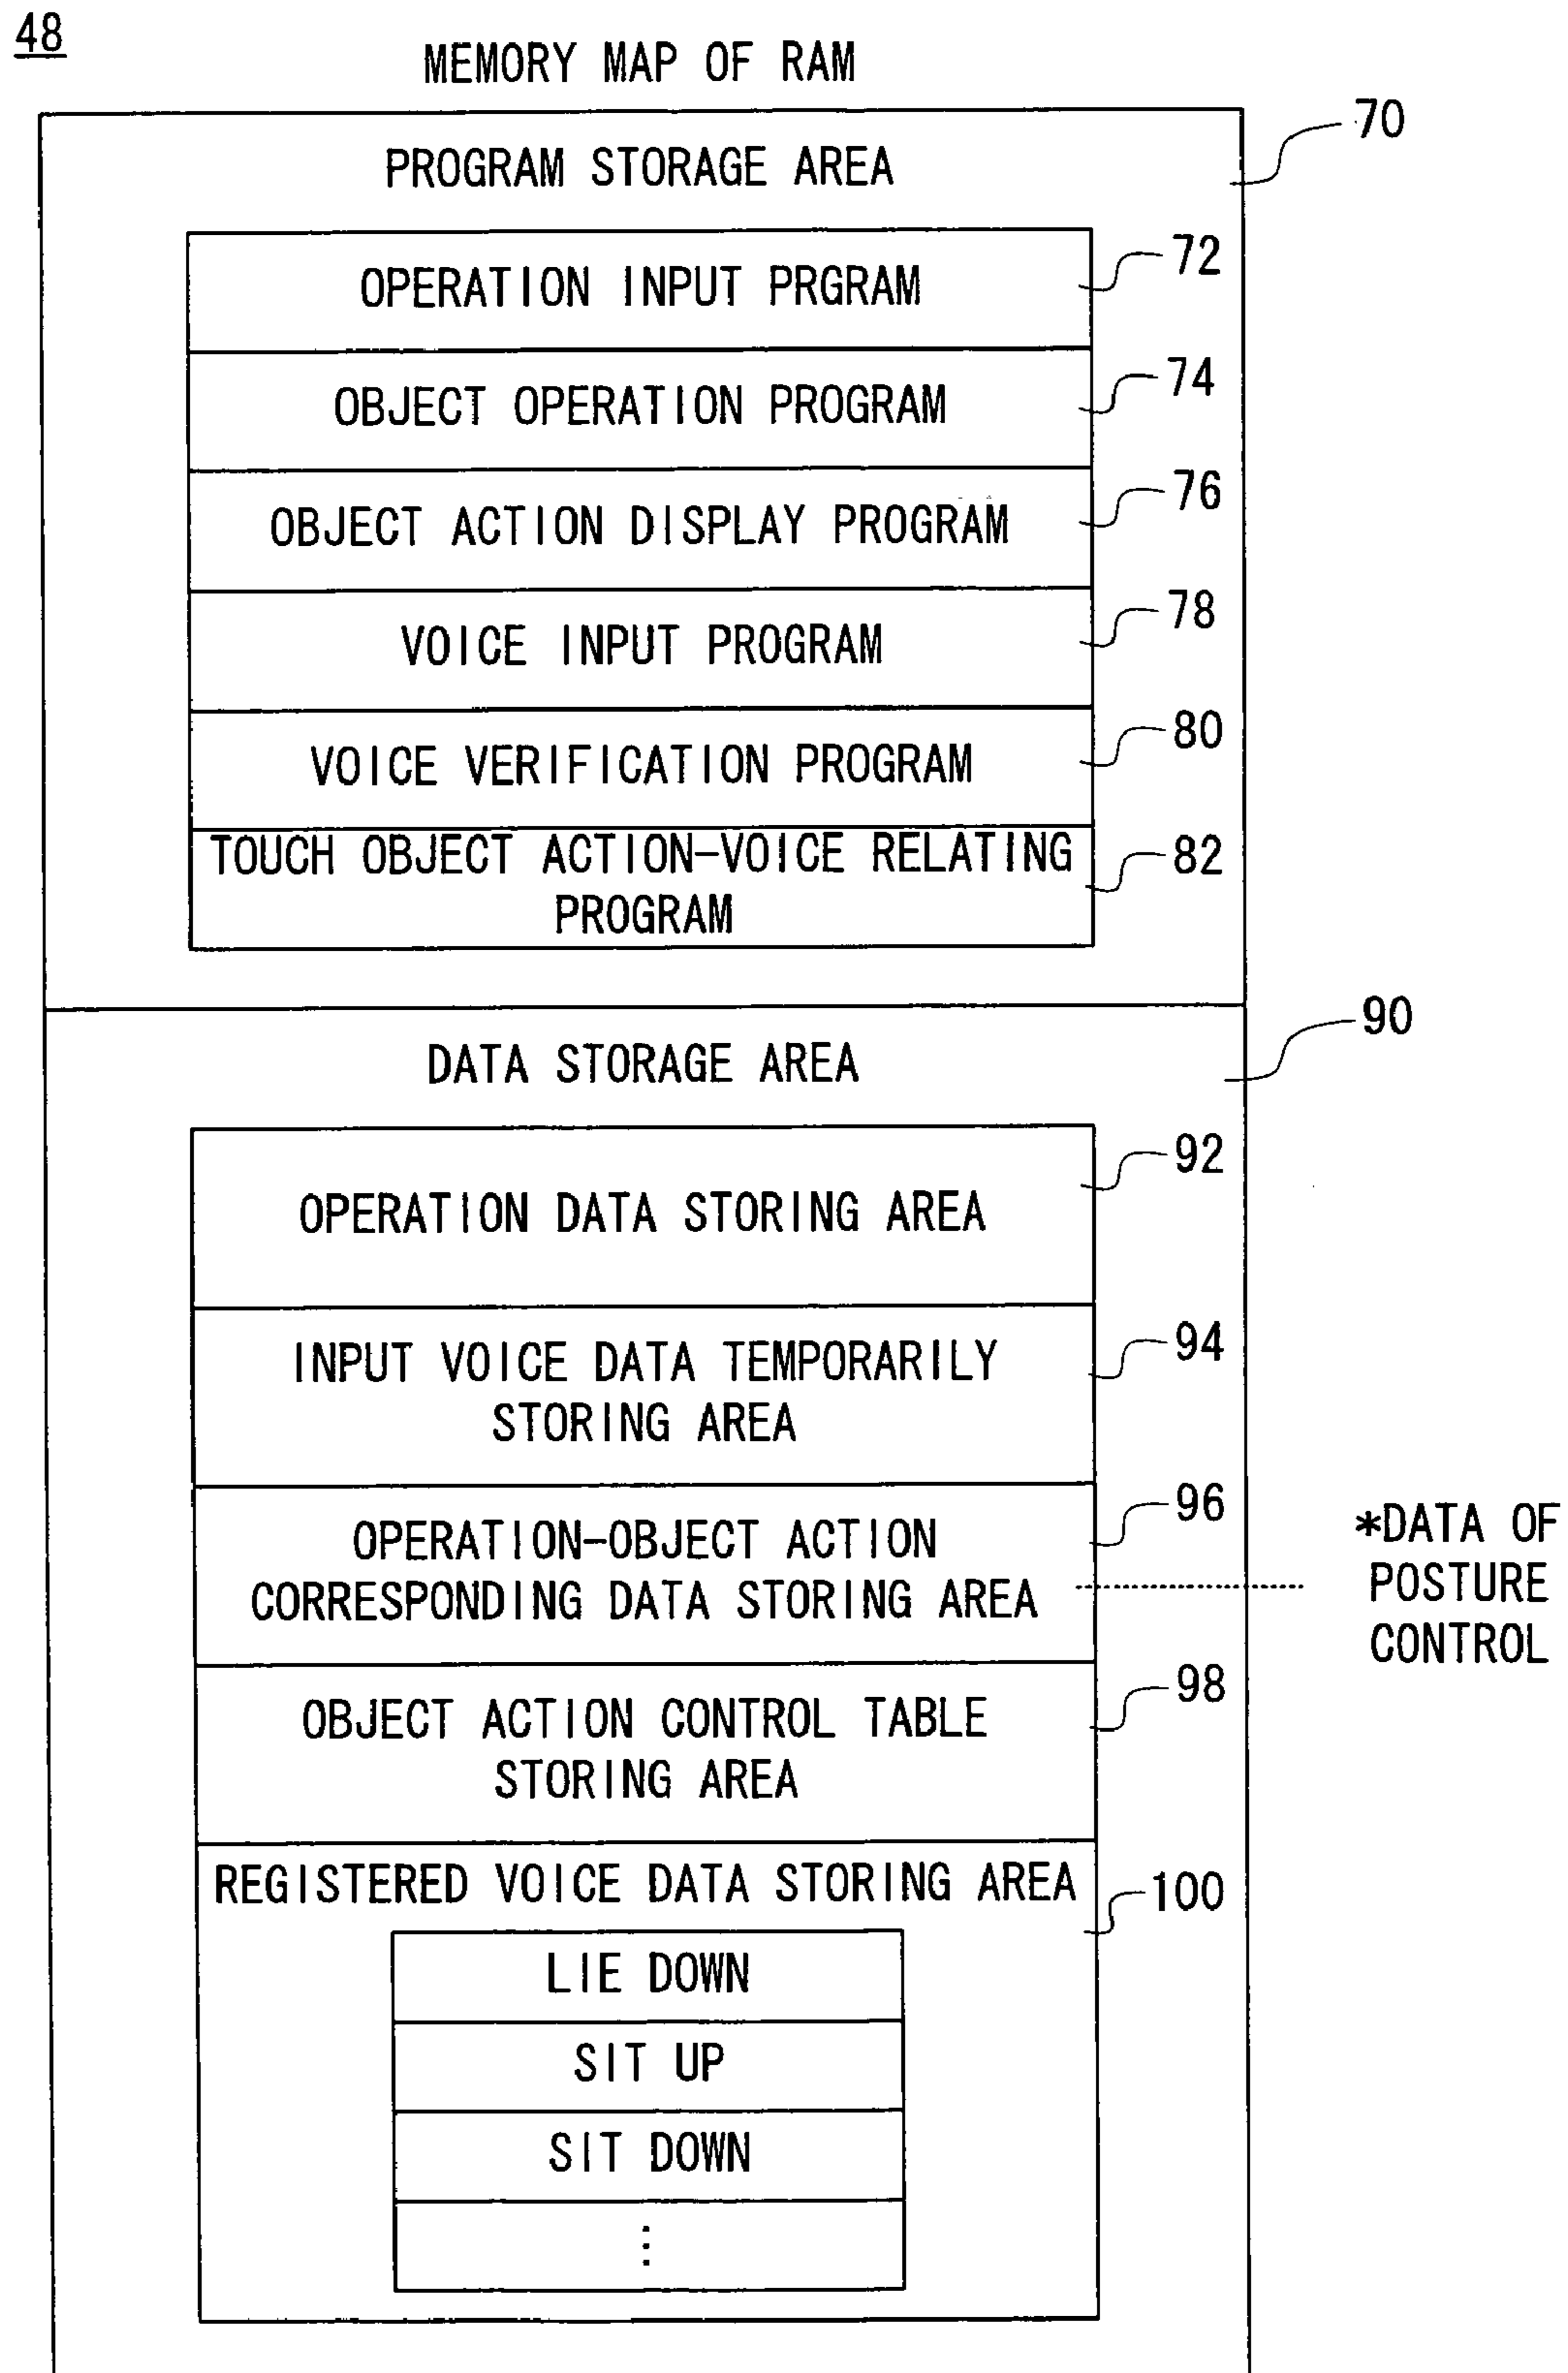 48
MEMORY MAP OF RAM
70
PROGRAM STORAGE AREA
OPERATION INPUT PRGRAM
72
OBJECT OPERATION PROGRAM
74
OBJECT ACTION DISPLAY PROGRAM
76
VOICE INPUT PROGRAM
78
VOICE VERIFICATION PROGRAM
80
TOUCH OBJECT ACTION-VOICE RELATING
PROGRAM
82
90
DATA STORAGE AREA
OPERATION DATA STORING AREA
92
INPUT VOICE DATA TEMPORARILY
STORING AREA
94
OPERATION-OBJECT ACTION
CORRESPONDING DATA STORING AREA
96
*DATA OF
POSTURE
CONTROL
OBJECT ACTION CONTROL TABLE
STORING AREA
98
REGISTERED VOICE DATA STORING AREA
100
LIE DOWN
SIT UP
SIT DOWN
⋮